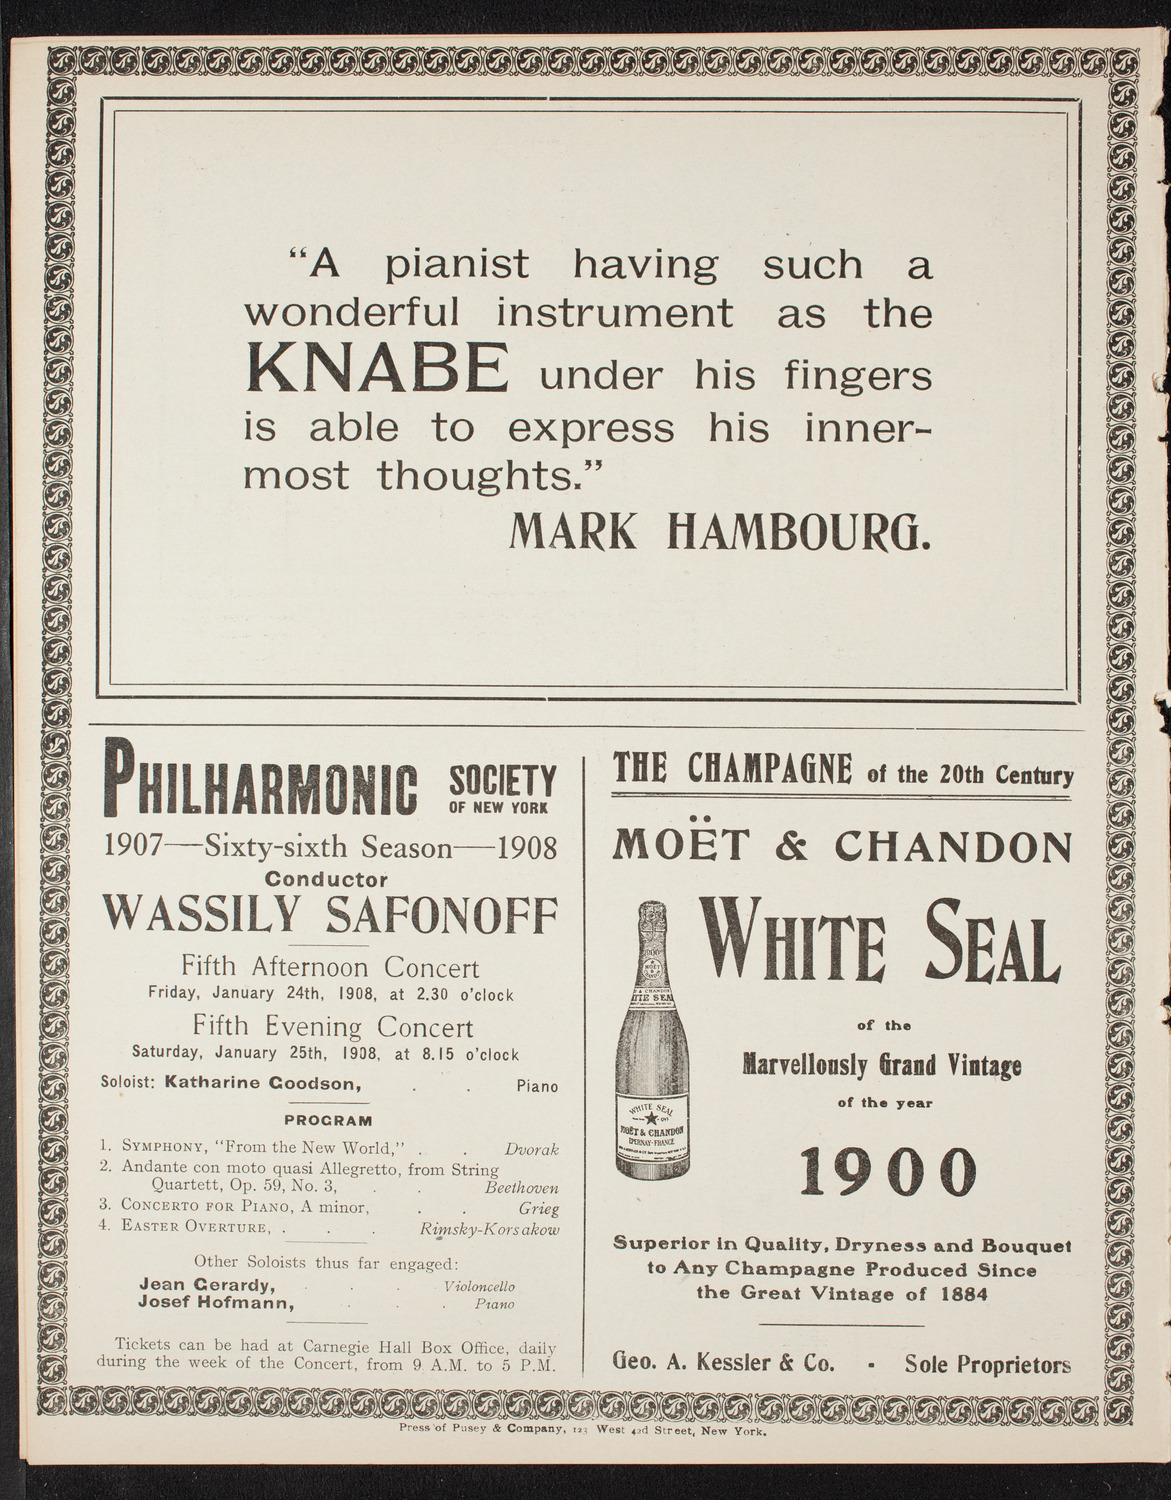 “A pianist having such a
wonderful instrument as the
KNABE under his fingers
is able to express his inner-
most thoughts.”
MARK HAMBOURG.
PHILHARMONIC SOCIETY
OF NEW YORK
1907—Sixty-sixth Season—1908
Conductor
WASSILY SAFONOFF
Fifth Afternoon Concert
Friday, January 24th, 1908, at 2.30 o'clock
Fifth Evening Concert
Saturday, January 25th, 1908, at 8.15 o'clock
Soloist: Katharine Goodson, . . Piano
PROGRAM
1. SYMPHONY, “From the New World,” . . Dvorak
2. Andante con moto quasi Allegretto, from String
Quartett, Op. 59, No. 3, . . Beethoven
3. CONCERTO FOR PIANO, A minor, . . Grieg
4. EASTER OVERTURE, . . . Rimsky-Korsakow
Other Soloists thus far engaged:
Jean Gerardy, . . . Violoncello
Josef Hofmann, . . . Piano
Tickets can be had at Carnegie Hall Box Office, daily
during the week of the Concert, from 9 A.M. to 5 P.M.
THE CHAMPAGNE of the 20th Century
MOËT & CHANDON
WHITE SEAL
of the
Marvellously Grand Vintage
of the year
1900
WHITE SEAL
MOËT & CHANDON
EPERNAY-FRANCE
Superior in Quality, Dryness and Bouquet
to Any Champagne Produced Since
the Great Vintage of 1884
Geo. A. Kessler & Co. - Sole Proprietors
Press of Pusey & Company, 123 West 42d Street, New York.